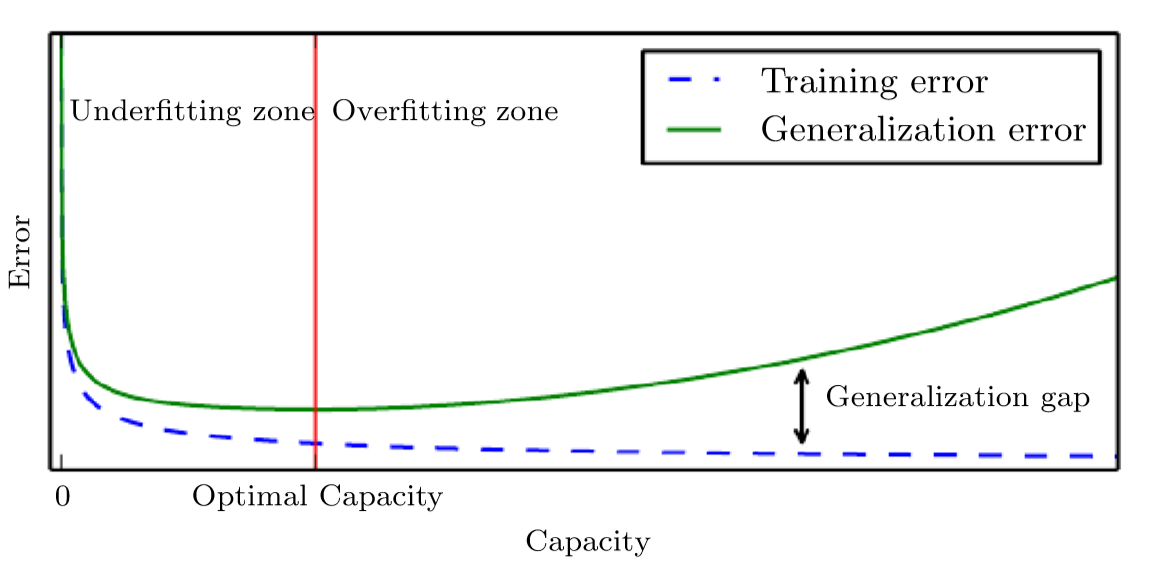 Underfitting zone
Overfitting zone
Training error
Generalization error
Error
Generalization gap
0
Optimal Capacity
Capacity